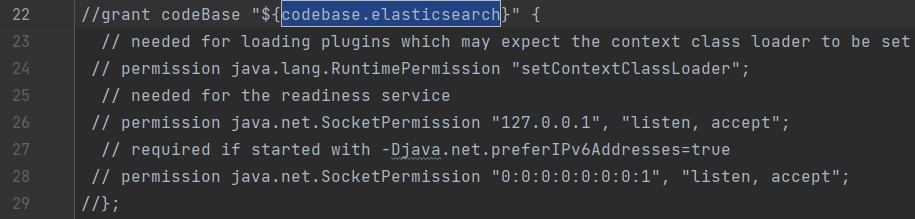 22 //grant codeBase "${codebase.elasticsearch}" {
23 // needed for loading plugins which may expect the context class loader to be set
24 // permission java.lang.RuntimePermission "setContextClassLoader";
25 // needed for the readiness service
26 // permission java.net.SocketPermission "127.0.0.1", "listen, accept";
27 // required if started with -Djava.net.preferIPv6Addresses=true
28 // permission java.net.SocketPermission "0:0:0:0:0:0:0:1", "listen, accept";
29 //};